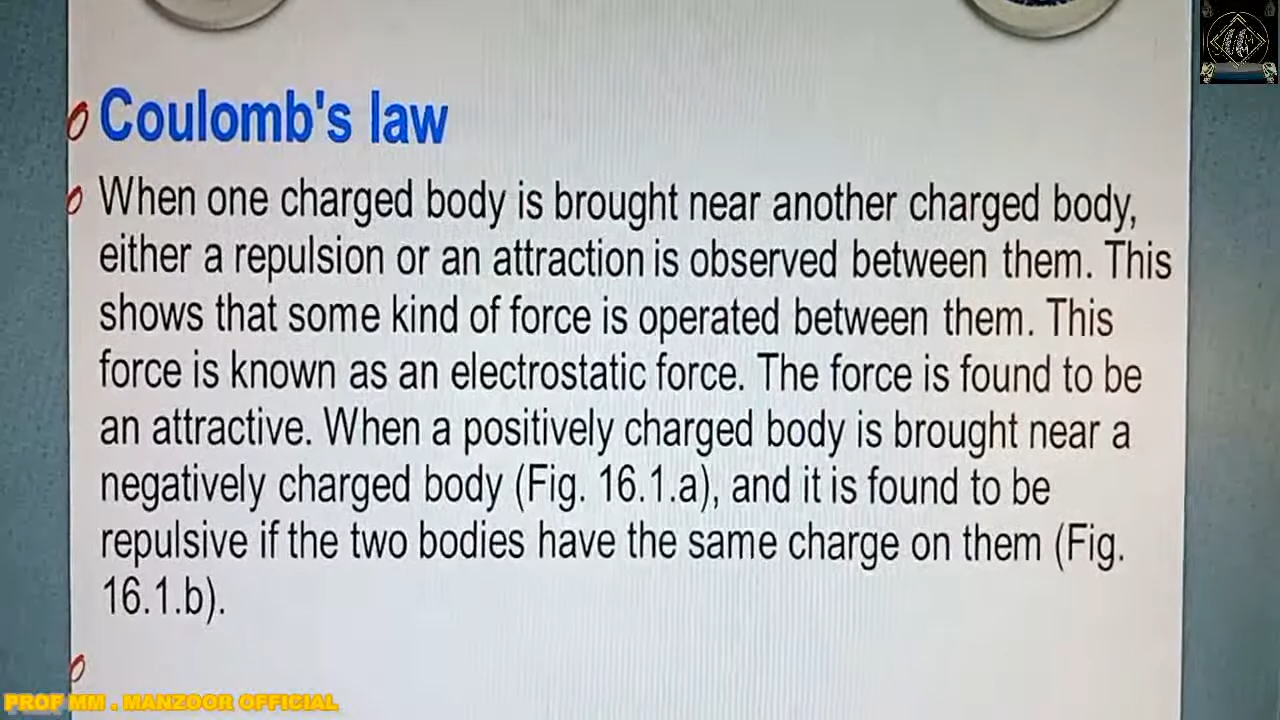 Coulomb's law
When one charged body is brought near another charged body,
either a repulsion or an attraction is observed between them. This
shows that some kind of force is operated between them. This
force is known as an electrostatic force. The force is found to be
an attractive. When a positively charged body is brought near a
negatively charged body (Fig. 16.1.a), and it is found to be
repulsive if the two bodies have the same charge on them (Fig.
16.1.b).
PROF MM . MANZOOR OFFICIAL